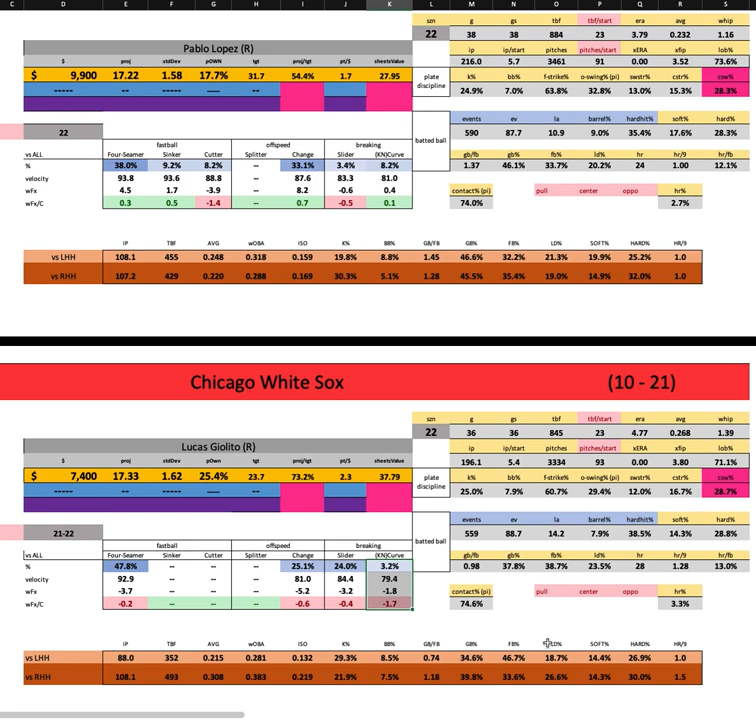 C D E F G H I J K L M N O P Q R S
szn g gs tbf tbf/start era avg whip
22 38 38 884 23 3.79 0.232 1.16
Pablo Lopez (R) ip ip/start pitches pitches/start xERA xfip lob%
$ proj stdDev pOWN tgt proj/tgt pt/$ sheetsValue 216.0 5.7 3461 91 0.00 3.52 73.6%
$ 9,900 17.22 1.58 17.7% 31.7 54.4% 1.7 27.95 plate discipline k% bb% f-strike% o-swing% (pi) swstr% cstr% csw%
----- ----- ----- ---- -- 24.9% 7.0% 63.8% 32.8% 13.0% 15.3% 28.3%
events ev la barrel% hardhit% soft% hard%
22 590 87.7 10.9 9.0% 35.4% 17.6% 28.3%
fastball offspeed breaking batted ball
vs ALL Four-Seamer Sinker Cutter Splitter Change Slider (KN)Curve gb/fb gb% fb% ld% hr hr/9 hr/fb
% 38.0% 9.2% 8.2% -- 33.1% 3.4% 8.2% 1.37 46.1% 33.7% 20.2% 24 1.00 12.1%
velocity 93.8 93.6 88.8 -- 87.6 83.3 81.0
wFx 4.5 1.7 -3.9 -- 8.2 -0.6 0.4 contact% (pi) pull center oppo hr%
wFx/C 0.3 0.5 -1.4 -- 0.7 -0.5 0.1 74.0% 2.7%
IP TBF AVG wOBA ISO K% BB% GB/FB GB% FB% LD% SOFT% HARD% HR/9
vs LHH 108.1 455 0.248 0.318 0.159 19.8% 8.8% 1.45 46.6% 32.2% 21.3% 19.9% 25.2% 1.0
vs RHH 107.2 429 0.220 0.288 0.169 30.3% 5.1% 1.28 45.5% 35.4% 19.0% 14.9% 32.0% 1.0
Chicago White Sox (10 - 21)
szn g gs tbf tbf/start era avg whip
22 36 36 845 23 4.77 0.268 1.39
Lucas Giolito (R) ip ip/start pitches pitches/start xERA xfip lob%
$ proj stdDev pOwn tgt proj/tgt pt/$ sheetsValue 196.1 5.4 3334 93 0.00 3.80 71.1%
$ 7,400 17.33 1.62 25.4% 23.7 73.2% 2.3 37.79 plate discipline k% bb% f-strike% o-swing% (pi) swstr% cstr% csw%
----- ----- ----- ---- -- 25.0% 7.9% 60.7% 29.4% 12.0% 16.7% 28.7%
events ev la barrel% hardhit% soft% hard%
21-22 559 88.7 14.2 7.9% 38.5% 14.3% 28.8%
fastball offspeed breaking batted ball
vs ALL Four-Seamer Sinker Cutter Splitter Change Slider (KN)Curve gb/fb gb% fb% ld% hr hr/9 hr/fb
% 47.8% -- -- -- 25.1% 24.0% 3.2% 0.98 37.8% 38.7% 23.5% 28 1.28 13.0%
velocity 92.9 -- -- -- 81.0 84.4 79.4
wFx -3.7 -- -- -- -5.2 -3.2 -1.8 contact% (pi) pull center oppo hr%
wFx/C -0.2 -- -- -- -0.6 -0.4 -1.7 74.6% 3.3%
IP TBF AVG wOBA ISO K% BB% GB/FB GB% FB% LD% SOFT% HARD% HR/9
vs LHH 88.0 352 0.215 0.281 0.132 29.3% 8.5% 0.74 34.6% 46.7% 18.7% 14.4% 26.9% 1.0
vs RHH 108.1 493 0.308 0.383 0.219 21.9% 7.5% 1.18 39.8% 33.6% 26.6% 14.3% 30.0% 1.5